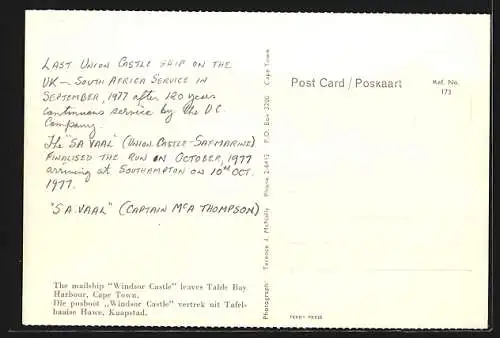 LAST UNION CASTLE SHIP ON THE
UK – SOUTH AFRICA SERVICE IN
SEPTEMBER, 1977 after 120 years
continuous service by the U.C.
Company.
The "SA VAAL" (UNION CASTLE-SAFMARINE)
FINALISED THE RUN ON OCTOBER, 1977
arriving at SOUTHAMPTON ON 10TH OCT.
1977.
"S A. VAAL" (CAPTAIN McA THOMPSON)
The mailship "Windsor Castle" leaves Table Bay
Harbour, Cape Town.
Die posboot „Windsor Castle" vertrek uit Tafel-
baaise Hawe, Kaapstad.
Photograph: Terence J. McNally Phone 2-6412 P.O. Box 3200 Cape Town
Post Card / Poskaart
Ref. No.
173